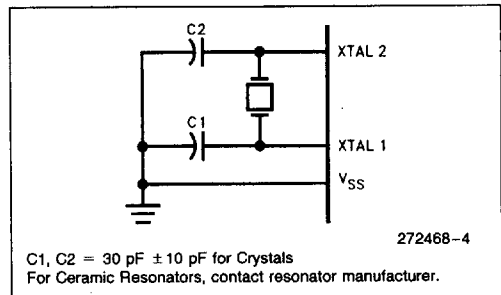 C2
XTAL 2
C1
XTAL 1
VSS
272468-4
C1, C2 = 30 pF ±10 pF for Crystals
For Ceramic Resonators, contact resonator manufacturer.